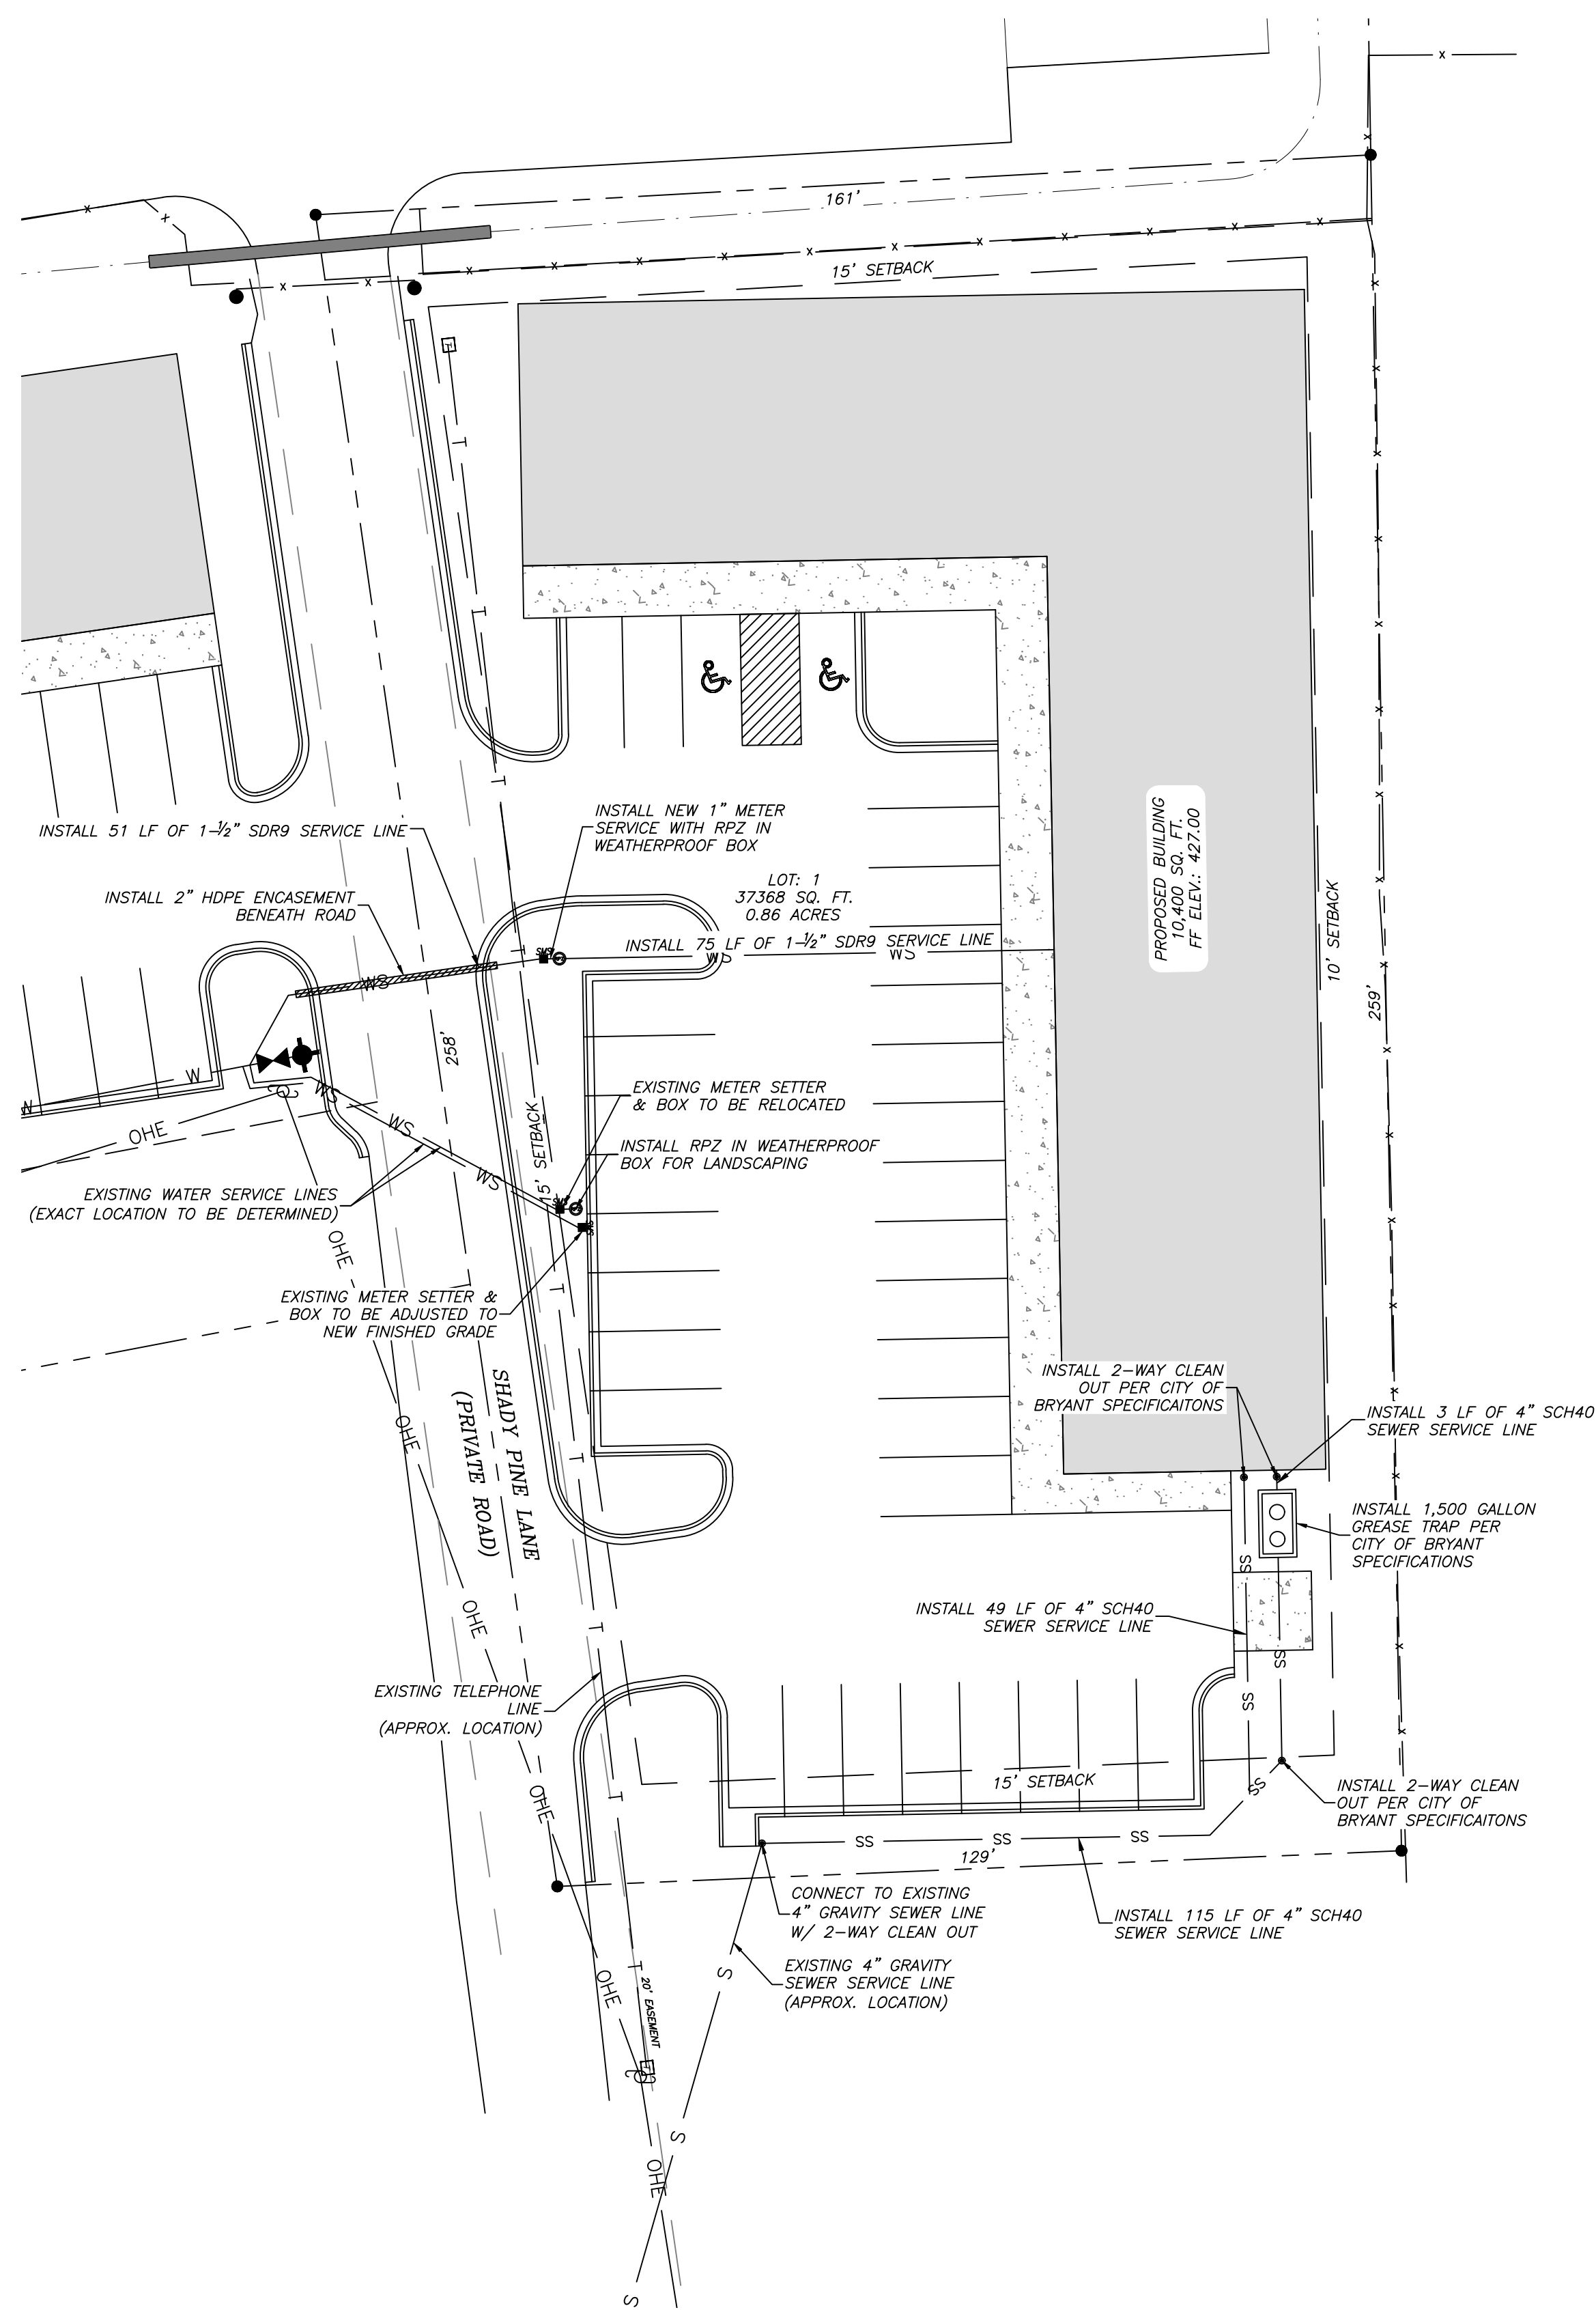 161'
15' SETBACK
INSTALL 51 LF OF 1-½" SDR9 SERVICE LINE
INSTALL NEW 1" METER
SERVICE WITH RPZ IN
WEATHERPROOF BOX
INSTALL 2" HDPE ENCASEMENT
BENEATH ROAD
LOT: 1
37368 SQ. FT.
0.86 ACRES
INSTALL 75 LF OF 1-½" SDR9 SERVICE LINE
WS
WS
WS
PROPOSED BUILDING
10,400 SQ. FT.
FF ELEV.: 427.00
10' SETBACK
259'
258'
W
W
OHE
WS
WS
WS
15' SETBACK
EXISTING METER SETTER
& BOX TO BE RELOCATED
INSTALL RPZ IN WEATHERPROOF
BOX FOR LANDSCAPING
EXISTING WATER SERVICE LINES
(EXACT LOCATION TO BE DETERMINED)
OHE
EXISTING METER SETTER &
BOX TO BE ADJUSTED TO
NEW FINISHED GRADE
SHADY PINE LANE
(PRIVATE ROAD)
OHE
INSTALL 2-WAY CLEAN
OUT PER CITY OF
BRYANT SPECIFICAITONS
INSTALL 3 LF OF 4" SCH40
SEWER SERVICE LINE
INSTALL 1,500 GALLON
GREASE TRAP PER
CITY OF BRYANT
SPECIFICATIONS
SS
INSTALL 49 LF OF 4" SCH40
SEWER SERVICE LINE
OHE
SS
SS
EXISTING TELEPHONE
LINE
(APPROX. LOCATION)
15' SETBACK
SS
OHE
INSTALL 2-WAY CLEAN
OUT PER CITY OF
BRYANT SPECIFICAITONS
SS
SS
SS
129'
CONNECT TO EXISTING
4" GRAVITY SEWER LINE
W/ 2-WAY CLEAN OUT
INSTALL 115 LF OF 4" SCH40
SEWER SERVICE LINE
EXISTING 4" GRAVITY
SEWER SERVICE LINE
(APPROX. LOCATION)
S
OHE
20' EASEMENT
S
OHE
S